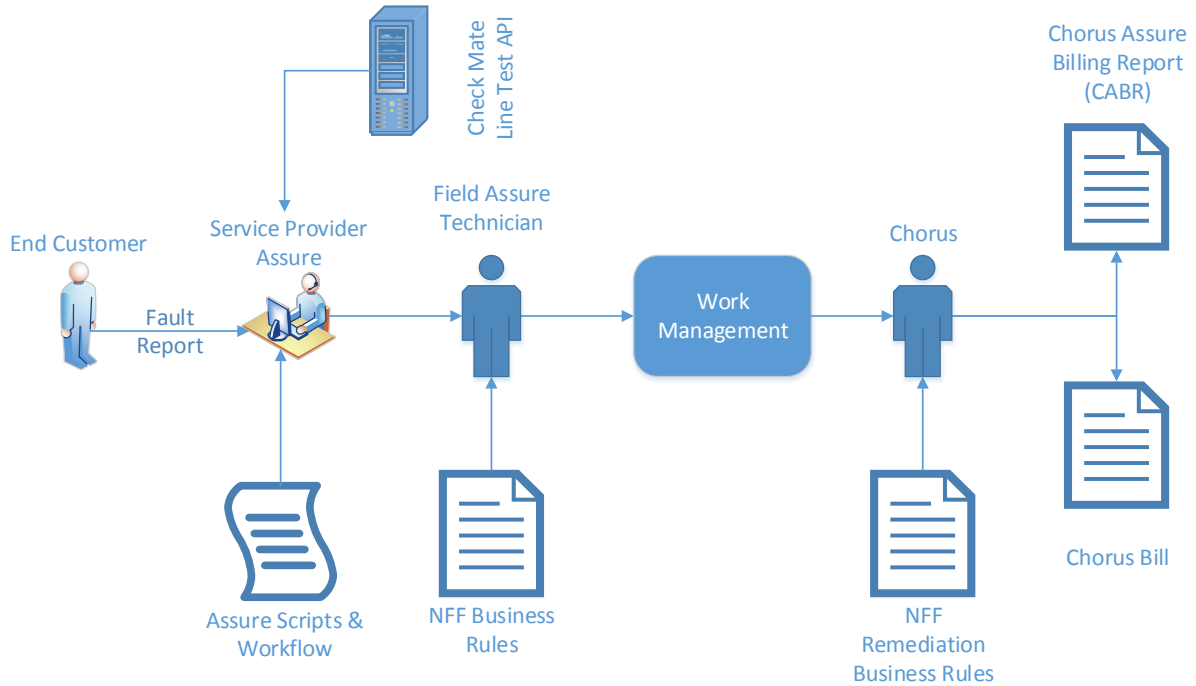 Check Mate
Line Test API
Chorus Assure
Billing Report
(CABR)
Field Assure
Technician
Service Provider
Assure
End Customer
Chorus
Fault
Report
Work
Management
Chorus Bill
Assure Scripts &
Workflow
NFF Business
Rules
NFF
Remediation
Business Rules